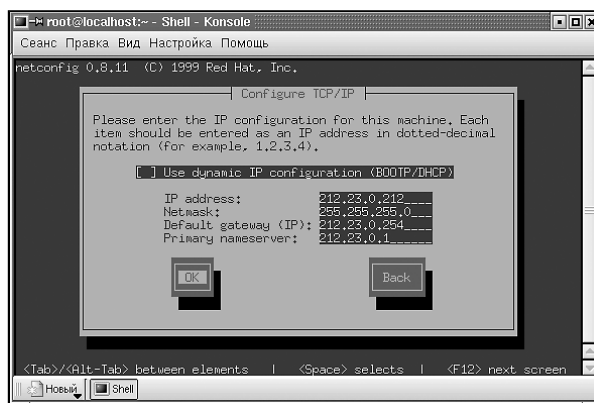 root@localhost:~ - Shell - Konsole
Сеанс Правка Вид Настройка Помощь
netconfig 0.8.11 (C) 1999 Red Hat, Inc.
Configure TCP/IP
Please enter the IP configuration for this machine. Each
item should be entered as an IP address in dotted-decimal
notation (for example, 1.2.3.4).
[ ] Use dynamic IP configuration (BOOTP/DHCP)
IP address: 212.23.0.212____
Netmask: 255.255.255.0___
Default gateway (IP): 212.23.0.254____
Primary nameserver: 212.23.0.1______
OK Back
<Tab>/<Alt-Tab> between elements | <Space> selects | <F12> next screen
Новый Shell